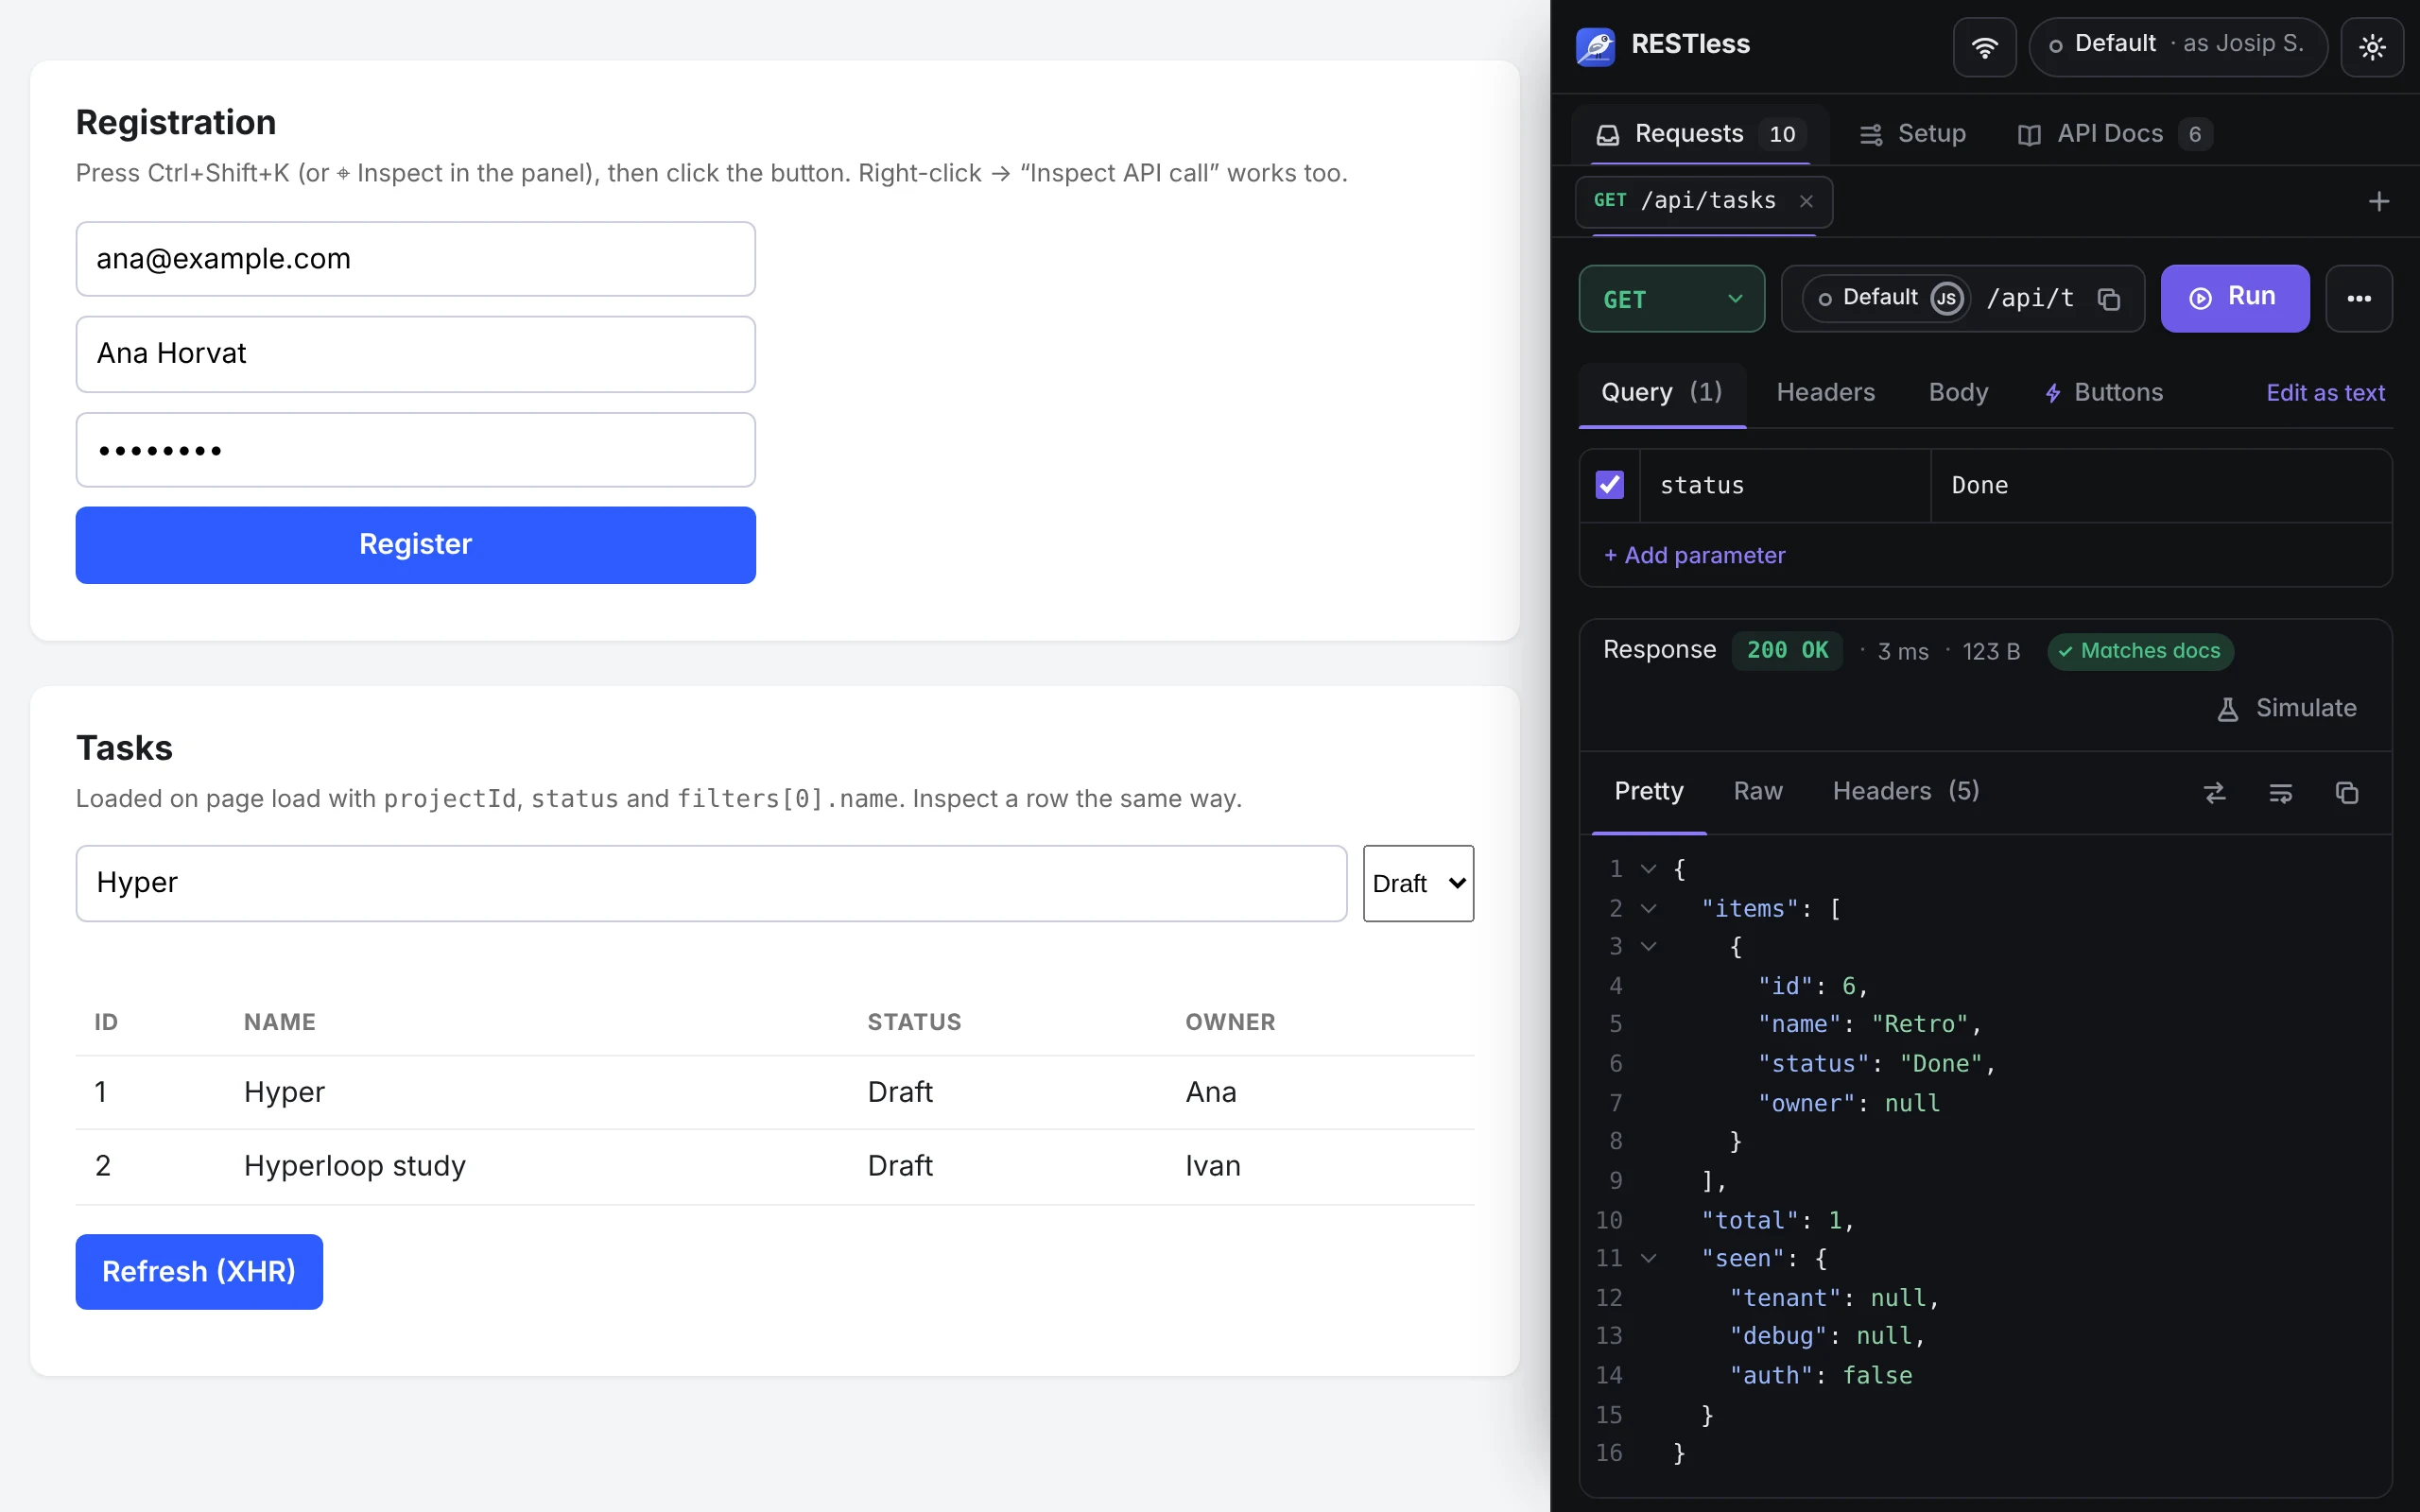 Registration
Press Ctrl+Shift+K (or ⌖ Inspect in the panel), then click the button. Right-click → “Inspect API call” works too.
ana@example.com
Ana Horvat
••••••••
Register
Tasks
Loaded on page load with projectId, status and filters[0].name. Inspect a row the same way.
Hyper
Draft
ID NAME STATUS OWNER
1 Hyper Draft Ana
2 Hyperloop study Draft Ivan
Refresh (XHR)
RESTless
Default · as Josip S.
Requests 10 Setup API Docs 6
GET /api/tasks ×
GET Default JS /api/t Run
Query (1) Headers Body Buttons Edit as text
status Done
+ Add parameter
Response 200 OK · 3 ms · 123 B ✓ Matches docs
Simulate
Pretty Raw Headers (5)
1 {
2 "items": [
3 {
4 "id": 6,
5 "name": "Retro",
6 "status": "Done",
7 "owner": null
8 }
9 ],
10 "total": 1,
11 "seen": {
12 "tenant": null,
13 "debug": null,
14 "auth": false
15 }
16 }